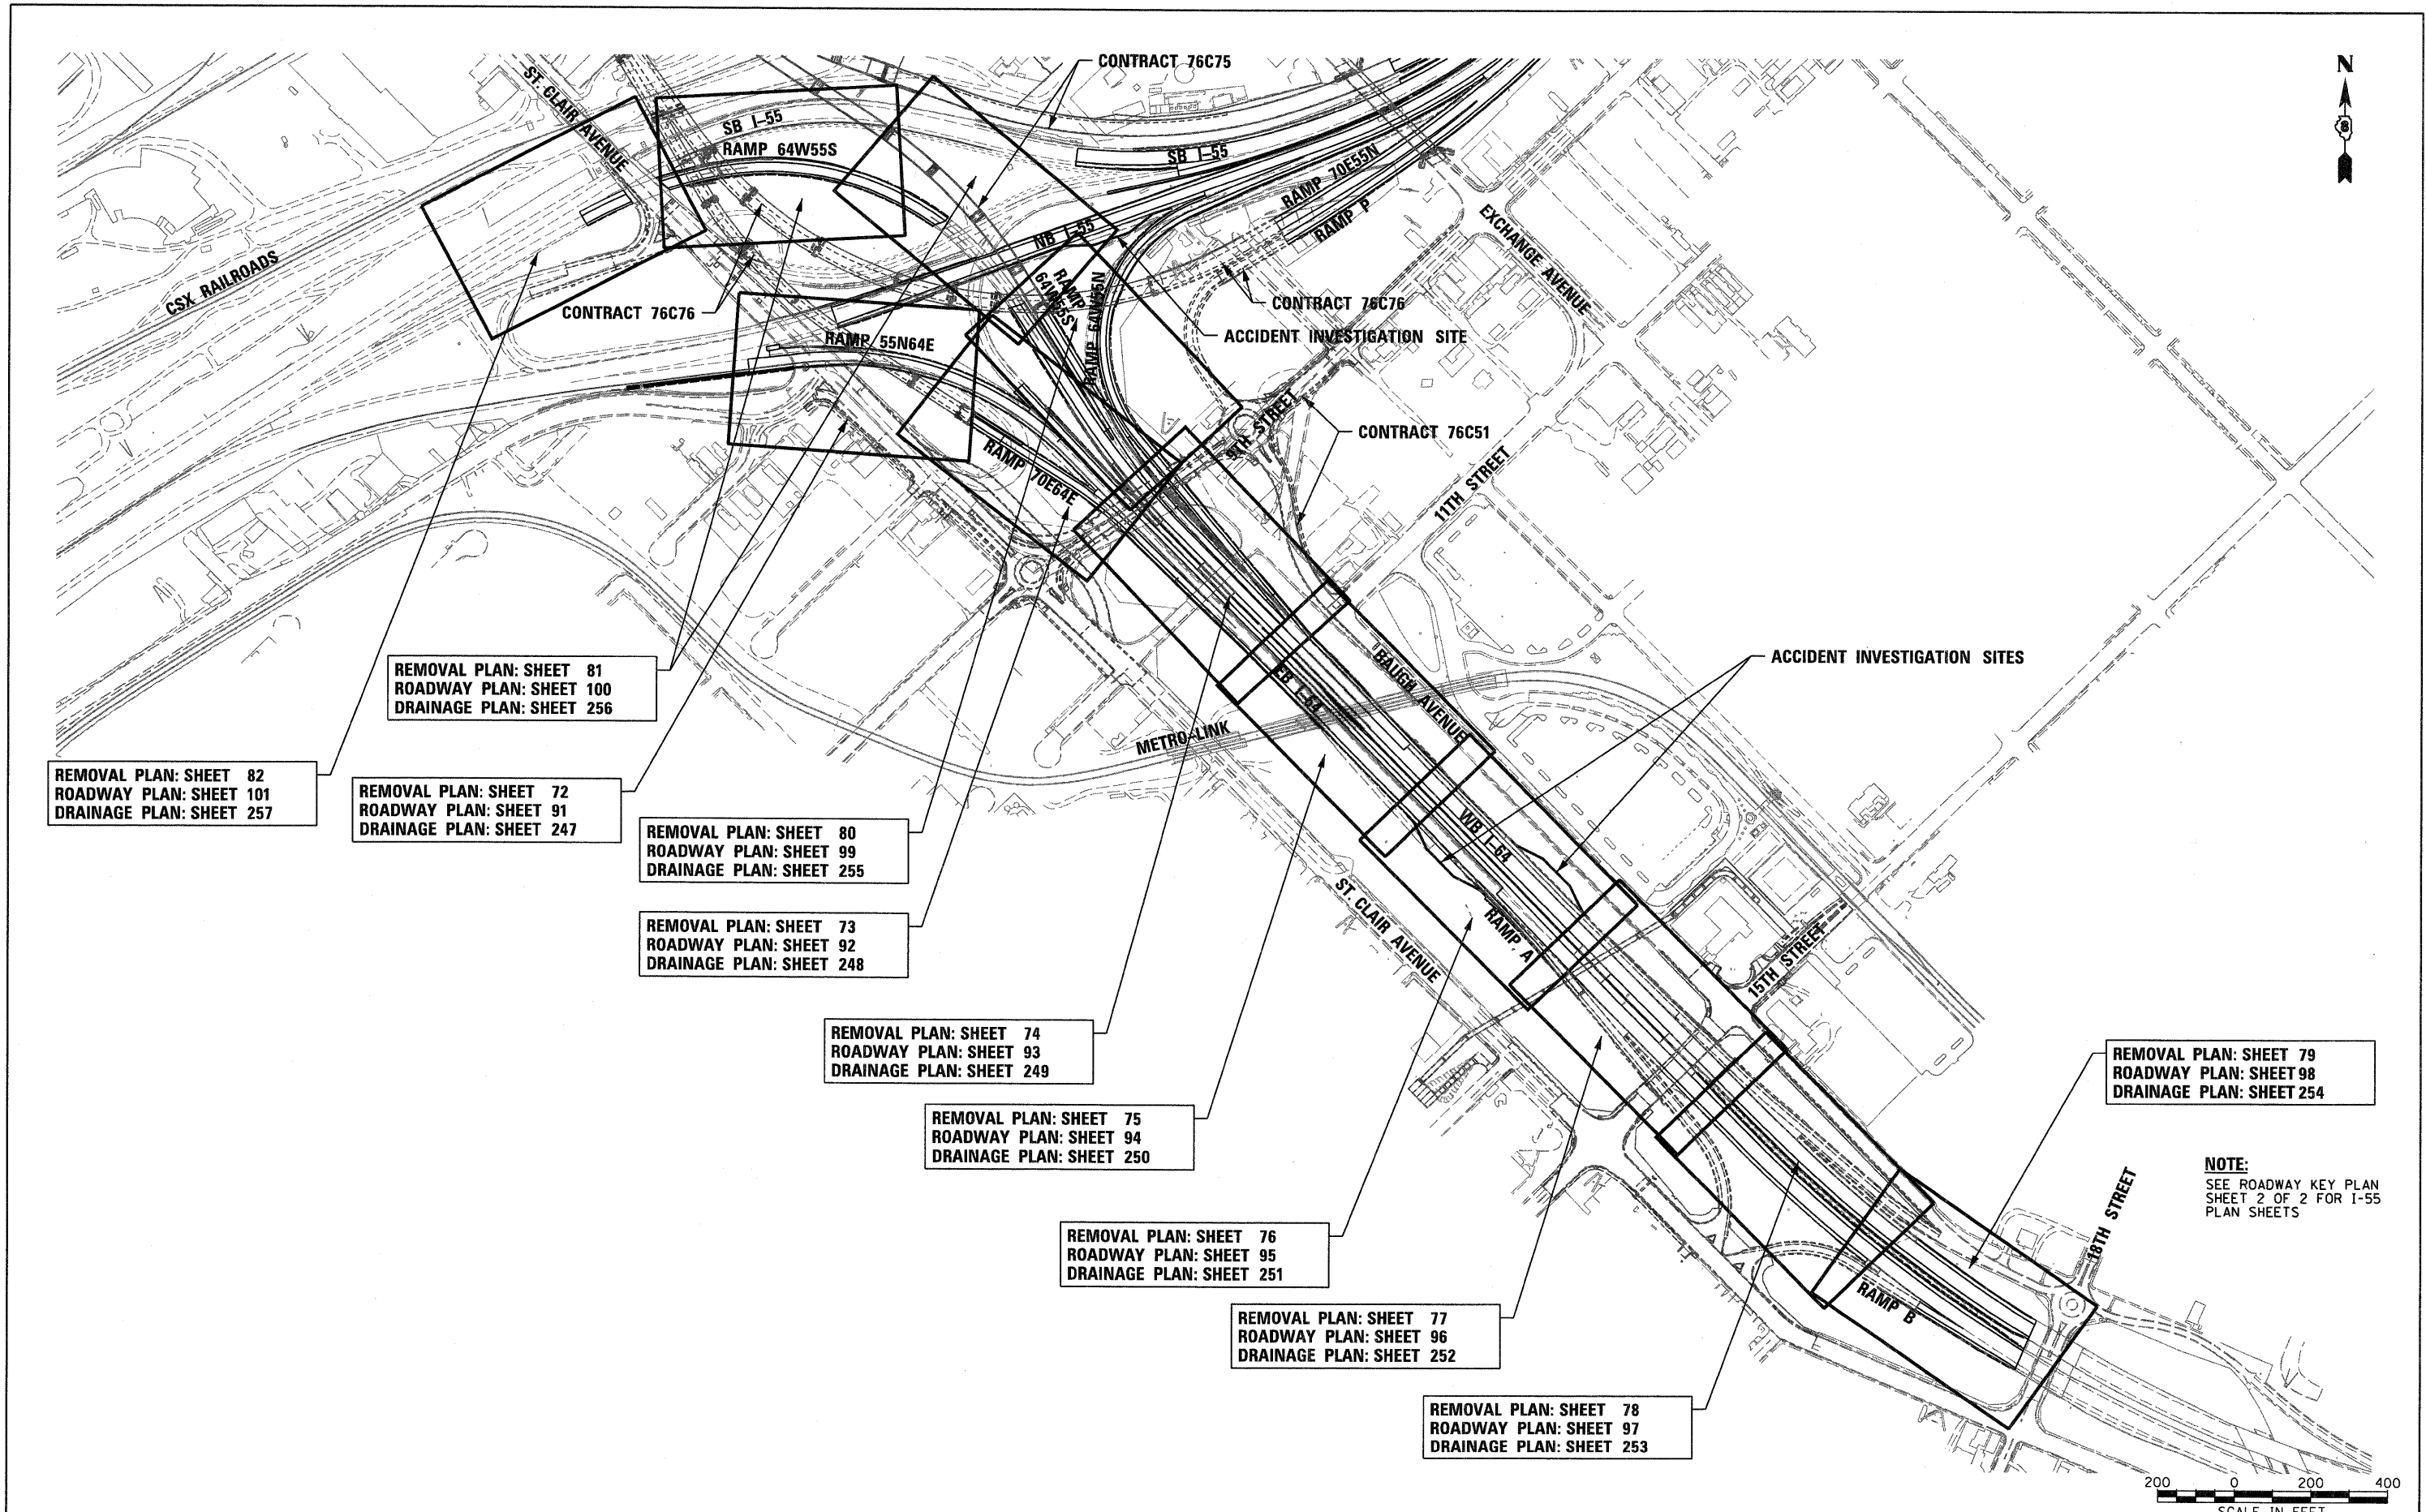 CONTRACT 76C75
N
ST. CLAIR AVENUE
SB I-55
RAMP 64W55S
SB I-55
RAMP 70E55N
RAMP P
EXCHANGE AVENUE
NB I-55
CSX RAILROADS
CONTRACT 76C76
RAMP 64W55S
RAMP 64W55N
CONTRACT 76C76
ACCIDENT INVESTIGATION SITE
RAMP 55N64E
9TH STREET
CONTRACT 76C51
RAMP 70E64E
11TH STREET
BAUGH AVENUE
ACCIDENT INVESTIGATION SITES
EB I-64
METRO-LINK
REMOVAL PLAN: SHEET 81
ROADWAY PLAN: SHEET 100
DRAINAGE PLAN: SHEET 256
REMOVAL PLAN: SHEET 82
ROADWAY PLAN: SHEET 101
DRAINAGE PLAN: SHEET 257
REMOVAL PLAN: SHEET 72
ROADWAY PLAN: SHEET 91
DRAINAGE PLAN: SHEET 247
REMOVAL PLAN: SHEET 80
ROADWAY PLAN: SHEET 99
DRAINAGE PLAN: SHEET 255
WB I-64
ST. CLAIR AVENUE
RAMP A
15TH STREET
REMOVAL PLAN: SHEET 73
ROADWAY PLAN: SHEET 92
DRAINAGE PLAN: SHEET 248
REMOVAL PLAN: SHEET 74
ROADWAY PLAN: SHEET 93
DRAINAGE PLAN: SHEET 249
REMOVAL PLAN: SHEET 79
ROADWAY PLAN: SHEET 98
DRAINAGE PLAN: SHEET 254
REMOVAL PLAN: SHEET 75
ROADWAY PLAN: SHEET 94
DRAINAGE PLAN: SHEET 250
NOTE:
SEE ROADWAY KEY PLAN
SHEET 2 OF 2 FOR I-55
PLAN SHEETS
18TH STREET
REMOVAL PLAN: SHEET 76
ROADWAY PLAN: SHEET 95
DRAINAGE PLAN: SHEET 251
RAMP B
REMOVAL PLAN: SHEET 77
ROADWAY PLAN: SHEET 96
DRAINAGE PLAN: SHEET 252
REMOVAL PLAN: SHEET 78
ROADWAY PLAN: SHEET 97
DRAINAGE PLAN: SHEET 253
200 0 200 400
SCALE IN FEET